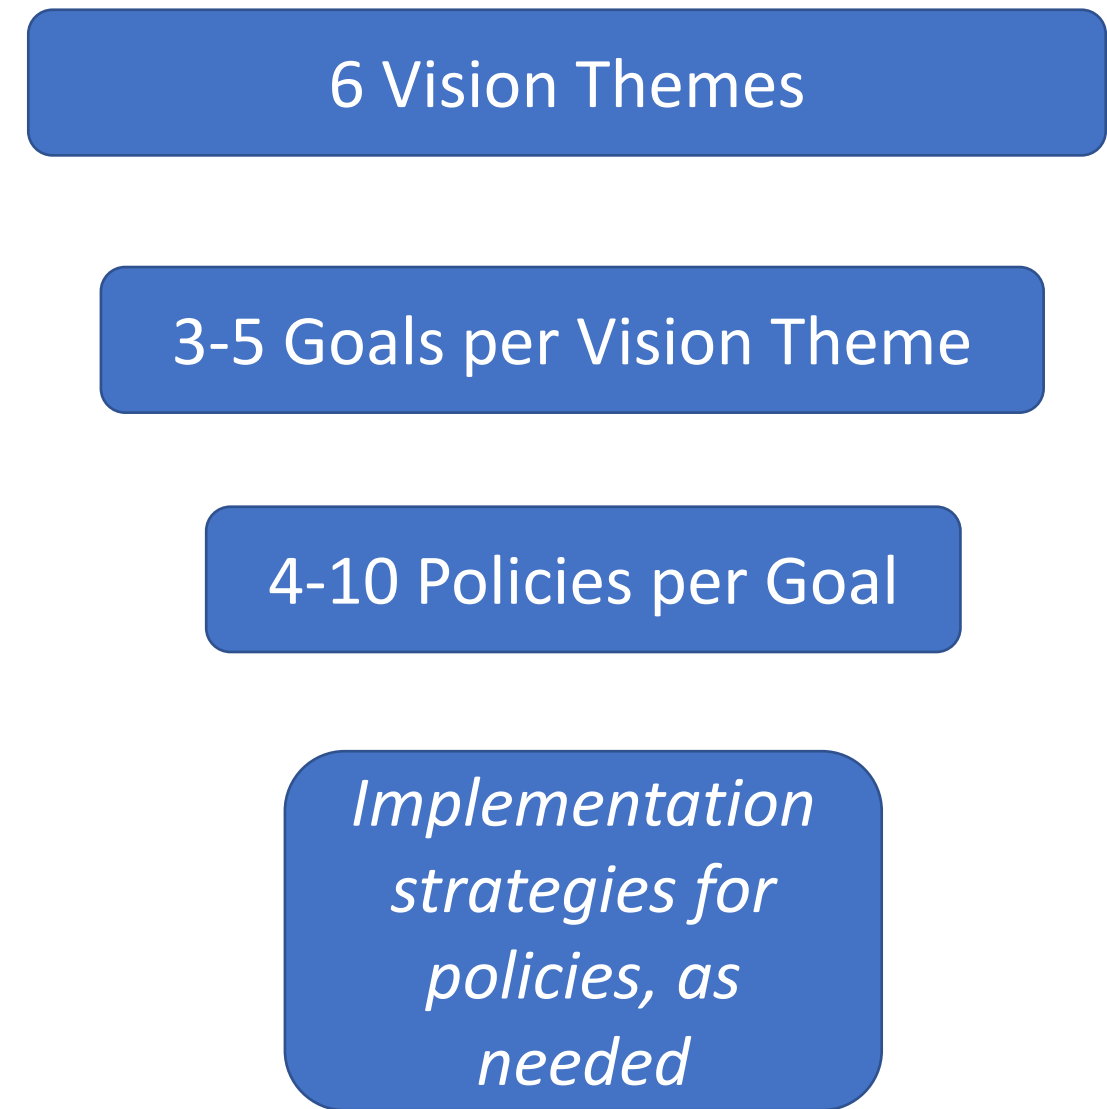 6 Vision Themes
3-5 Goals per Vision Theme
4-10 Policies per Goal
Implementation
strategies for
policies, as
needed